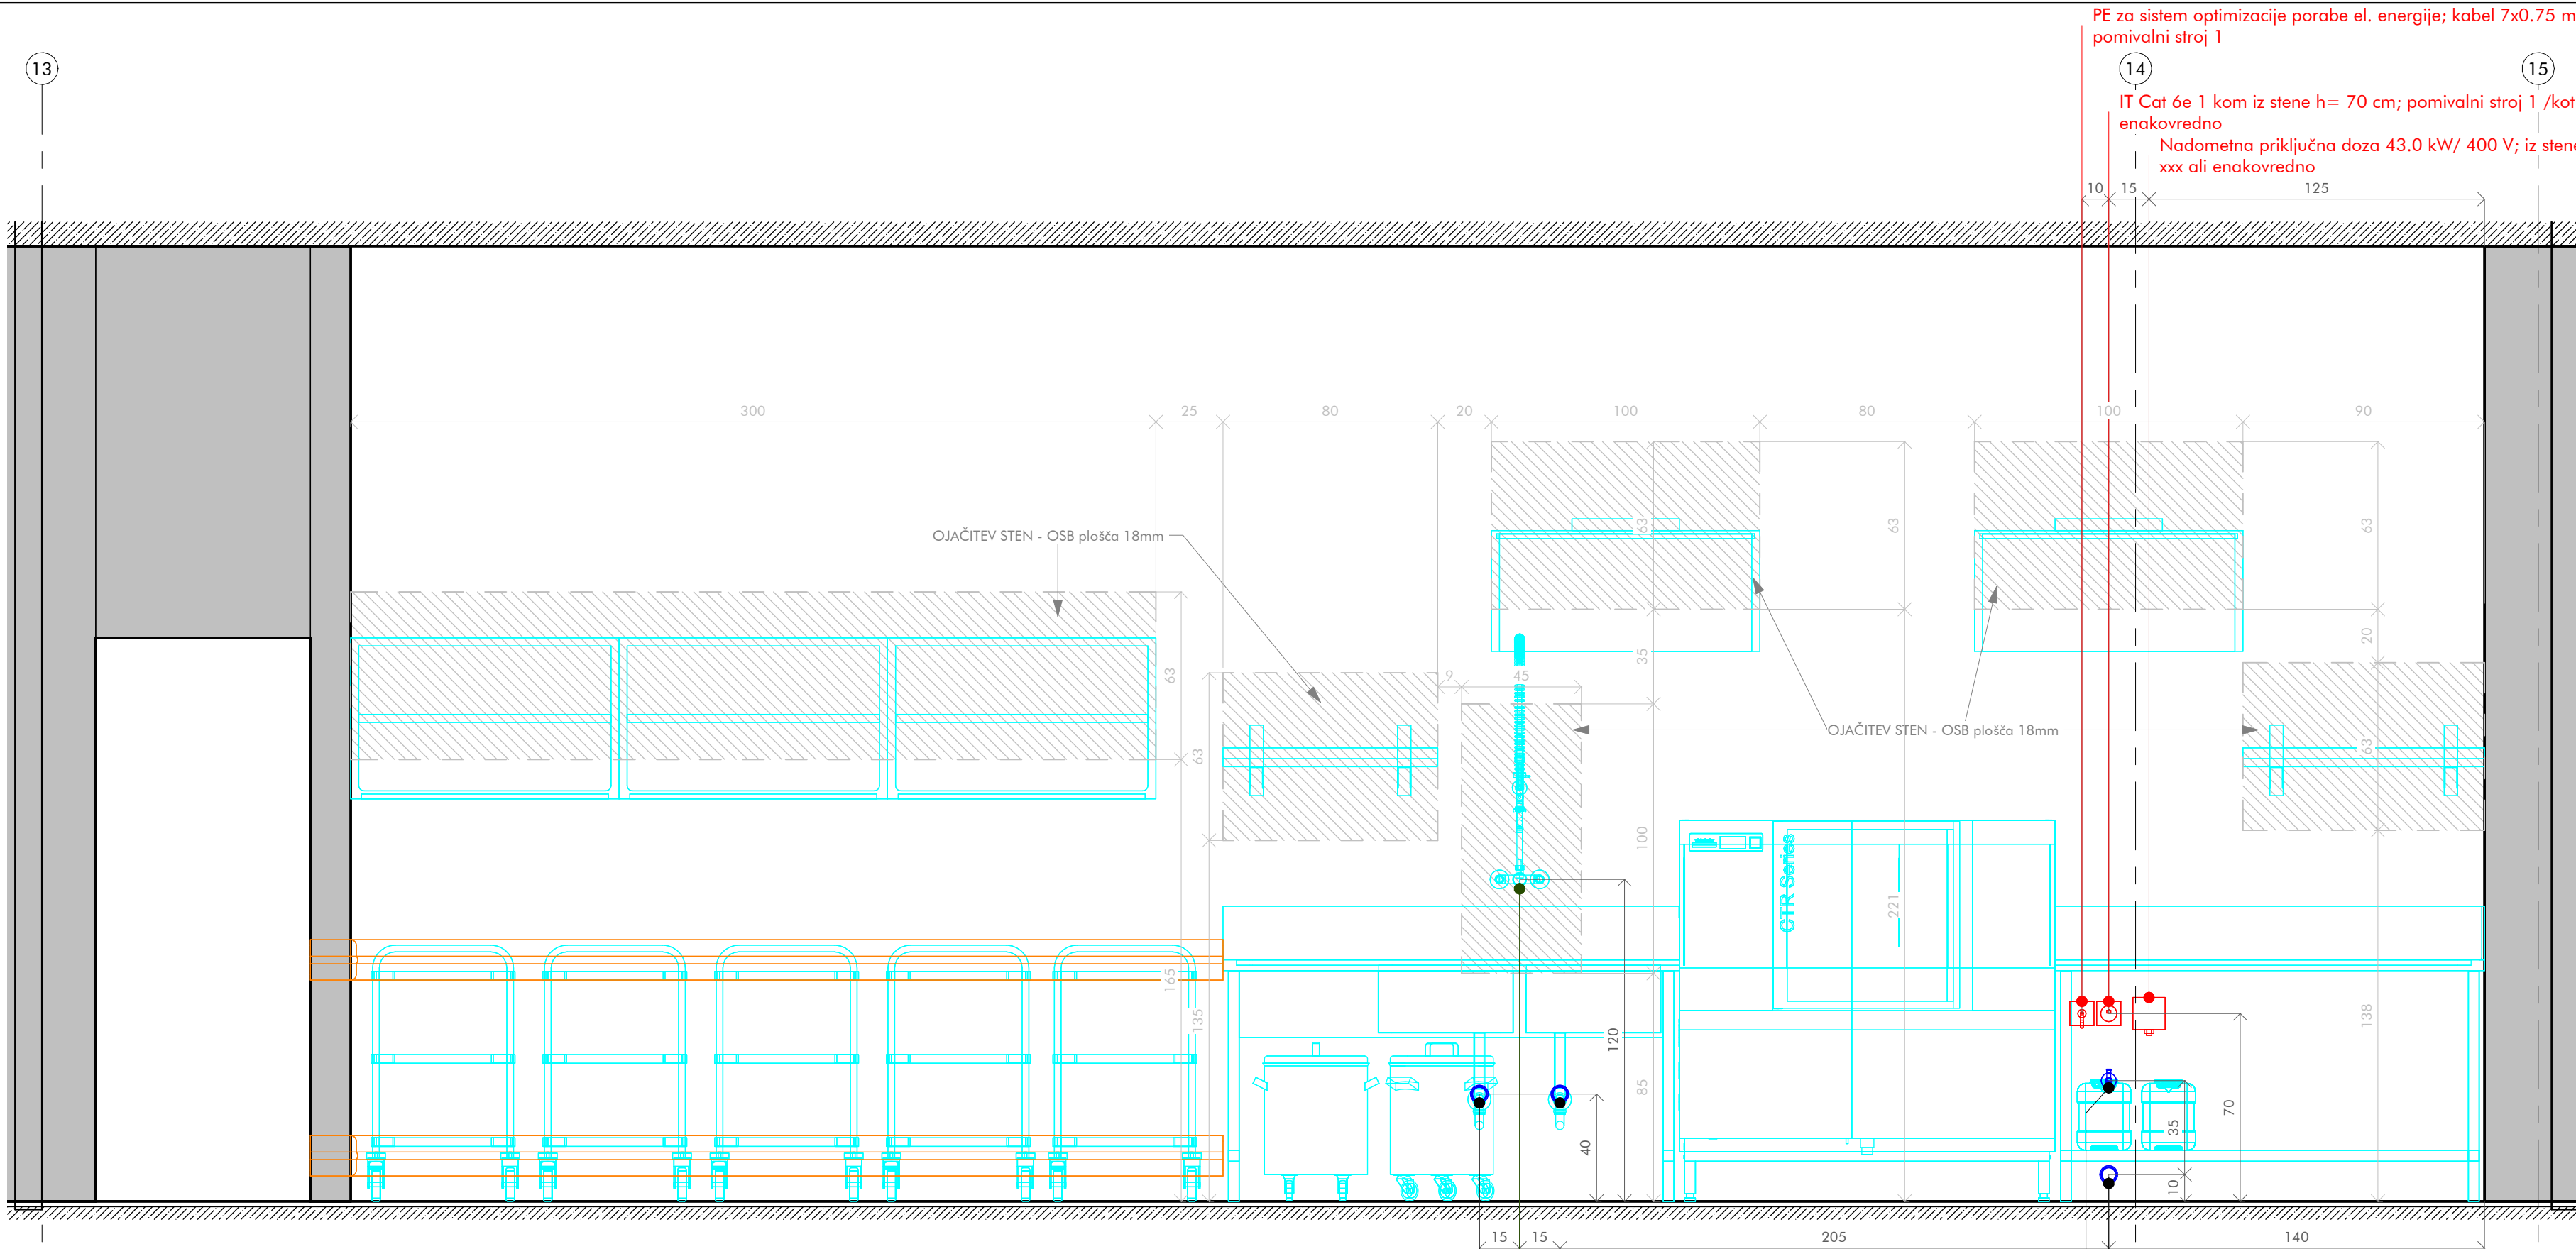 PE za sistem optimizacije porabe el. energije; kabel 7x0.75 m
pomivalni stroj 1
13
14
15
IT Cat 6e 1 kom iz stene h= 70 cm; pomivalni stroj 1 /kot
enakovredno
Nadometna priključna doza 43.0 kW/ 400 V; iz stene
xxx ali enakovredno
10 15 125
300 25 80 20 100 80 100 90
63 63 63
OJAČITEV STEN - OSB plošča 18mm
20
35
63
9 45
63
OJAČITEV STEN - OSB plošča 18mm
63
100
CTR Series
221
165
135
138
120
85
70
40
35
10
15 15 205 140